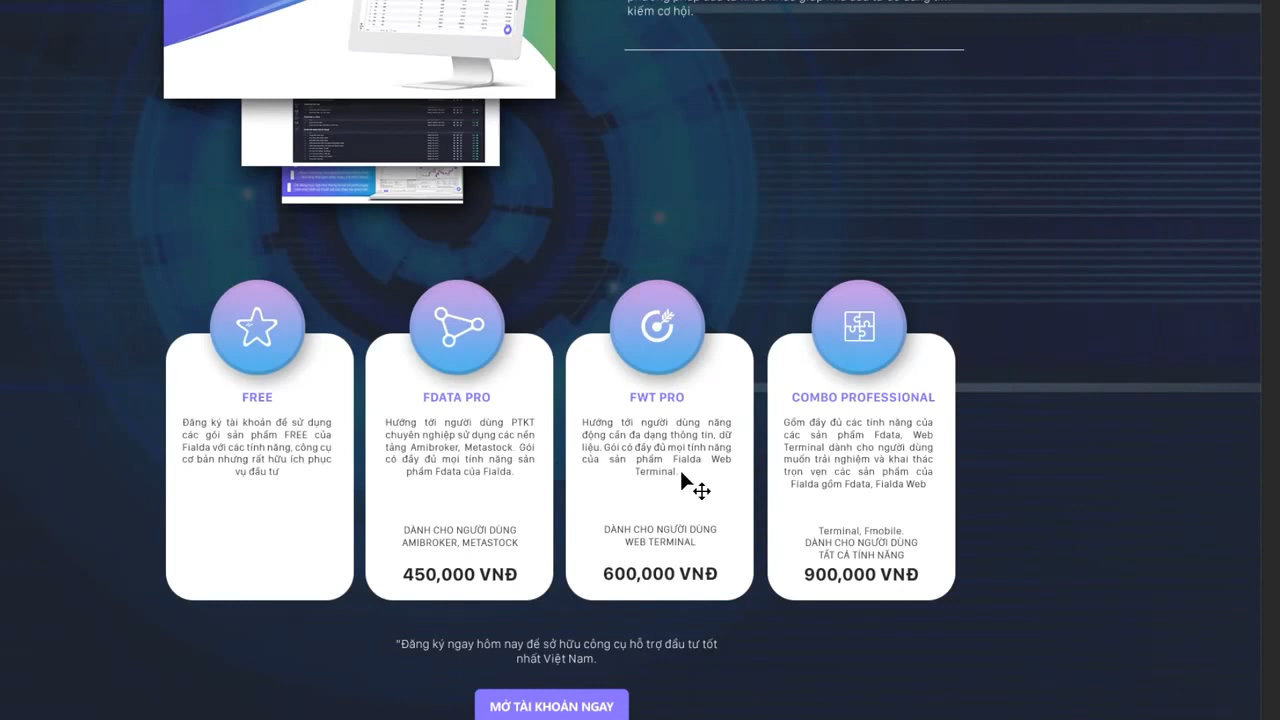 kiếm cơ hội.
FREE
Đăng ký tài khoản để sử dụng
các gói sản phẩm FREE của
Fialda với các tính năng, công cụ
cơ bản nhưng rất hữu ích phục
vụ đầu tư
FDATA PRO
Hướng tới người dùng PTKT
chuyên nghiệp sử dụng các nền
tảng Amibroker, Metastock. Gói
có đầy đủ mọi tính năng sản
phẩm Fdata của Fialda.
DÀNH CHO NGƯỜI DÙNG
AMIBROKER, METASTOCK
450,000 VNĐ
FWT PRO
Hướng tới người dùng năng
động cần đa dạng thông tin, dữ
liệu. Gói có đầy đủ mọi tính năng
của sản phẩm Fialda Web
Terminal.
DÀNH CHO NGƯỜI DÙNG
WEB TERMINAL
600,000 VNĐ
COMBO PROFESSIONAL
Gồm đầy đủ các tính năng của
các sản phẩm Fdata, Web
Terminal dành cho người dùng
muốn trải nghiệm và khai thác
trọn vẹn các sản phẩm của
Fialda gồm Fdata, Fialda Web
Terminal, Fmobile.
DÀNH CHO NGƯỜI DÙNG
TẤT CẢ TÍNH NĂNG
900,000 VNĐ
"Đăng ký ngay hôm nay để sở hữu công cụ hỗ trợ đầu tư tốt
nhất Việt Nam.
MỞ TÀI KHOẢN NGAY